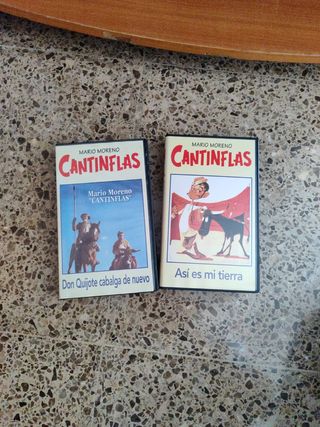 MARIO MORENO
CANTINFLAS
Mario Moreno
"CANTINFLAS"
Don Quijote cabalga de nuevo
MARIO MORENO
CANTINFLAS
Así es mi tierra